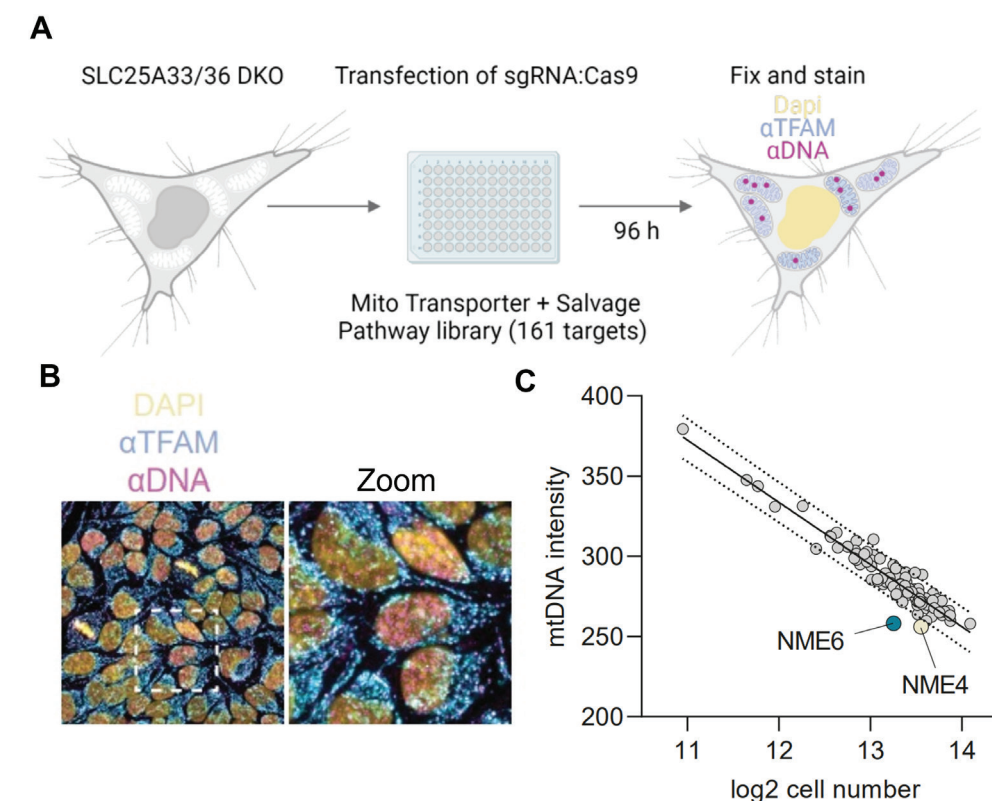 A
SLC25A33/36 DKO
Transfection of sgRNA:Cas9
Fix and stain
Dapi
αTFAM
αDNA
96 h
Mito Transporter + Salvage
Pathway library (161 targets)
B
DAPI
αTFAM
αDNA
Zoom
C
400
350
300
250
200
mtDNA intensity
NME6
NME4
11 12 13 14
log2 cell number